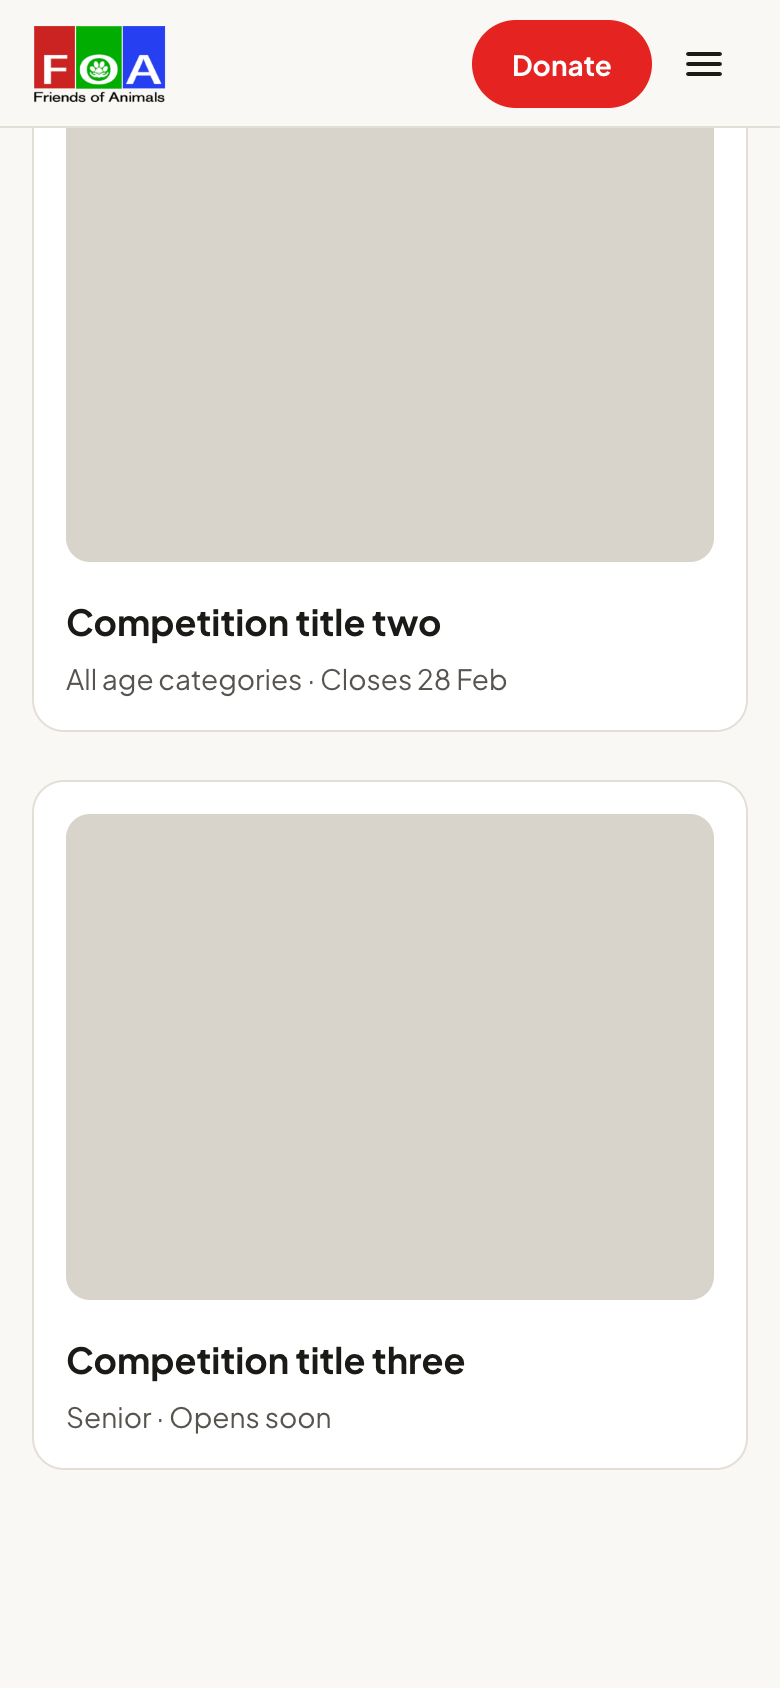 FOA
Friends of Animals
Donate
Competition title two
All age categories · Closes 28 Feb
Competition title three
Senior · Opens soon